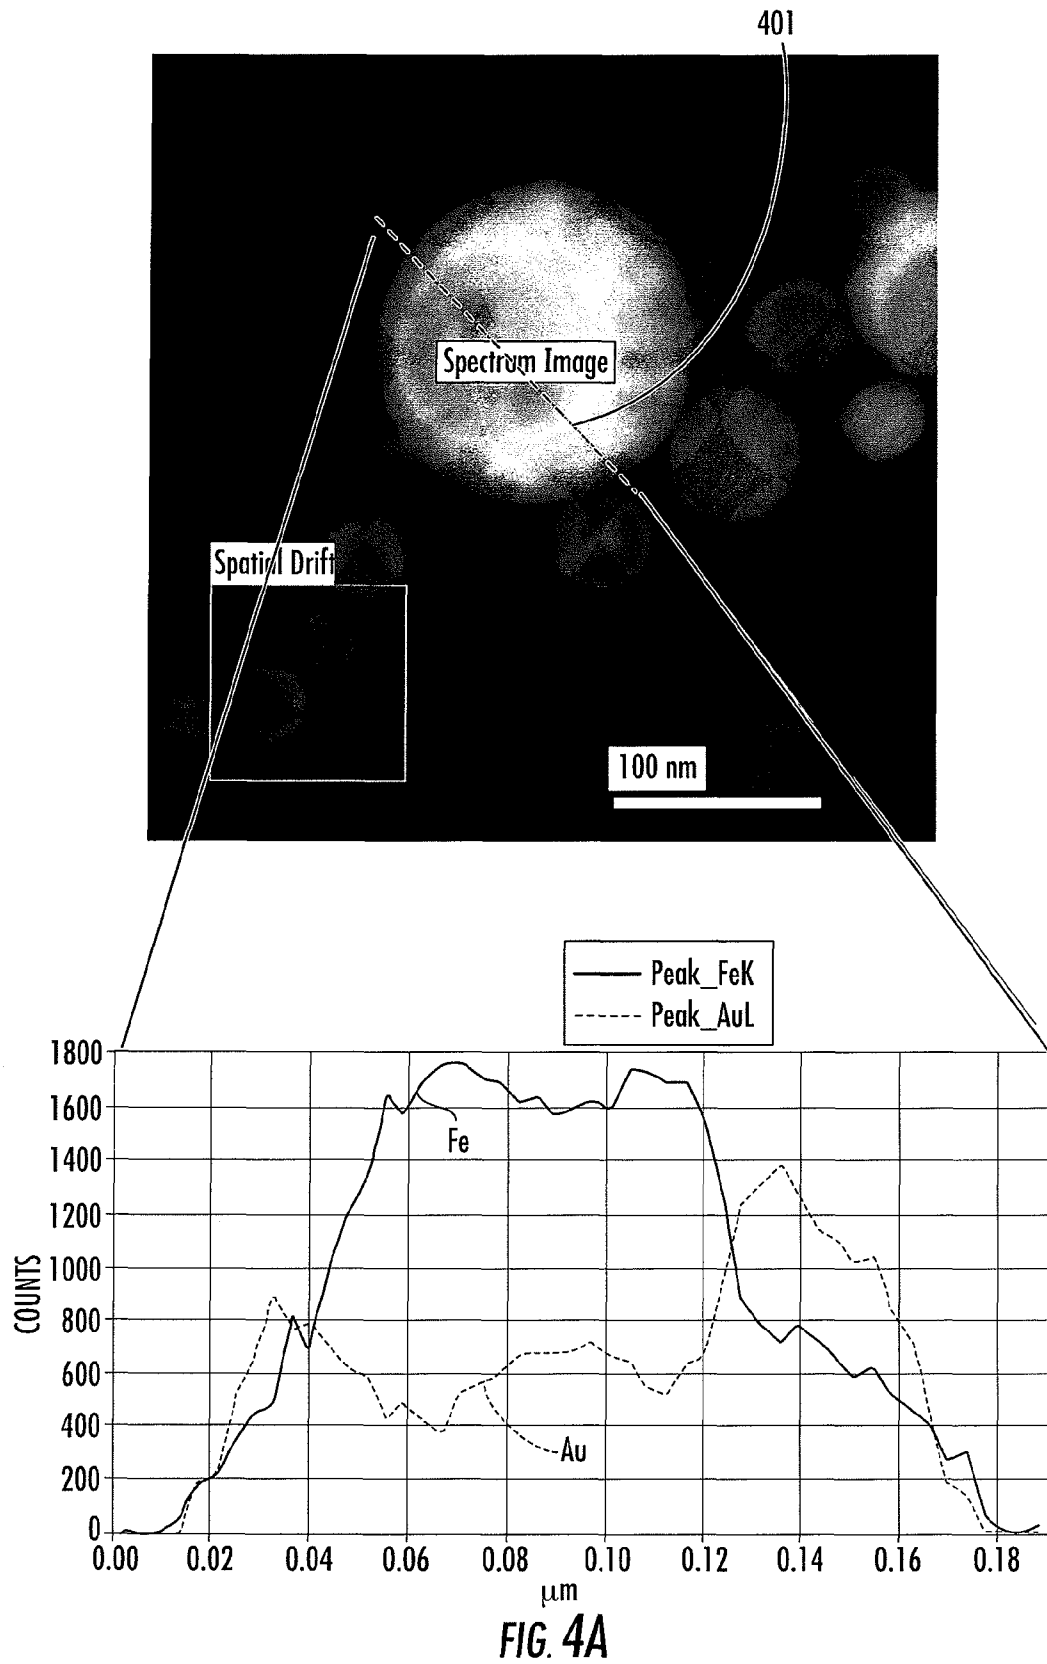 401
Spectrum Image
Spatial Drift
100 nm
Peak_FeK
Peak_AuL
1800
1600
1400
1200
1000
800
600
400
200
0
COUNTS
Fe
Au
0.00 0.02 0.04 0.06 0.08 0.10 0.12 0.14 0.16 0.18
μm
FIG. 4A